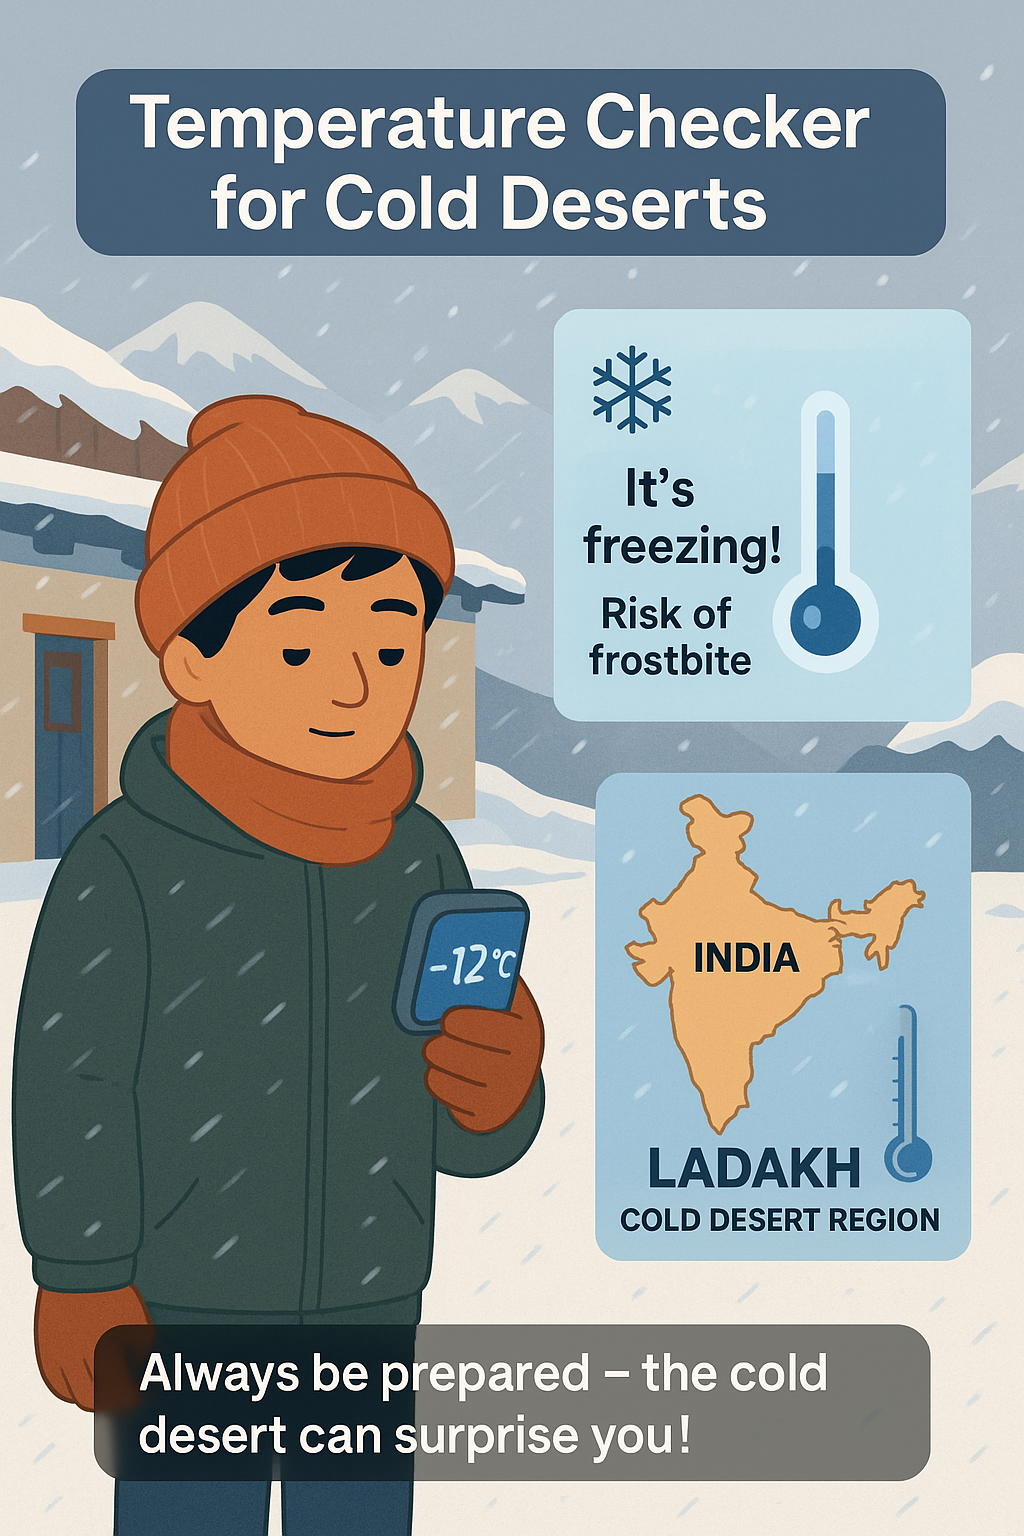 Temperature Checker
for Cold Deserts
It's
freezing!
Risk of
frostbite
-12°C
INDIA
LADAKH
COLD DESERT REGION
Always be prepared – the cold
desert can surprise you!